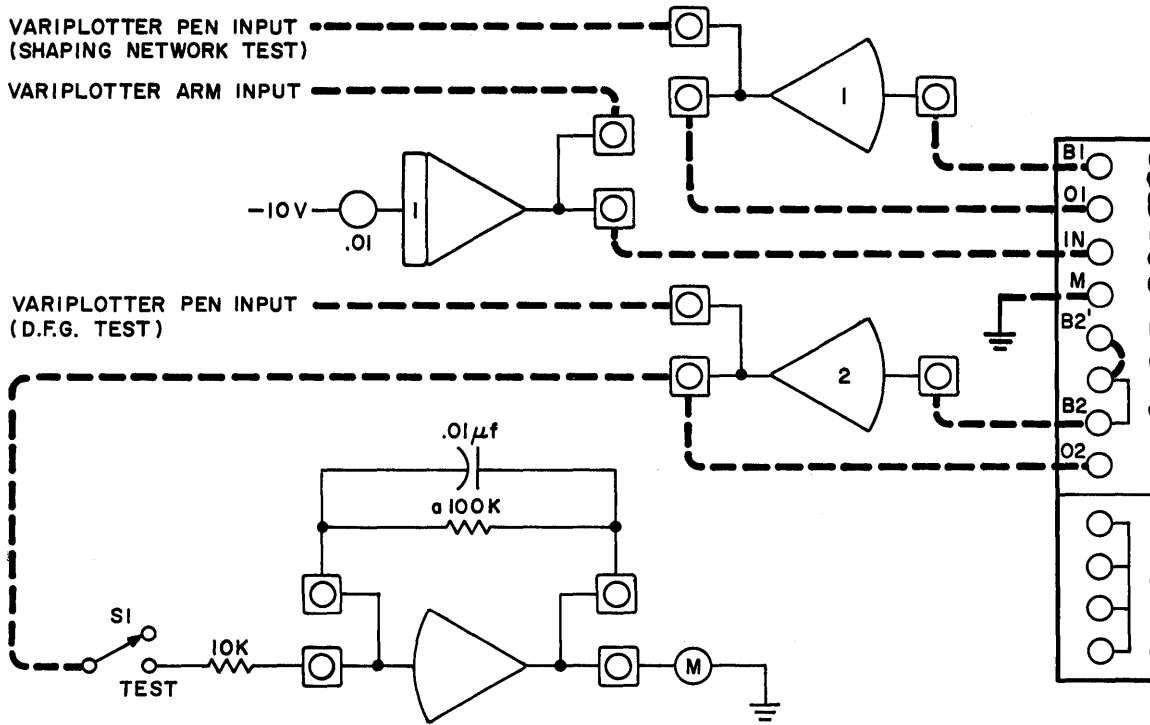 VARIPLOTTER PEN INPUT
(SHAPING NETWORK TEST)
VARIPLOTTER ARM INPUT
1
B1
O1
-10V
.01
1
IN
M
VARIPLOTTER PEN INPUT
(D.F.G. TEST)
B2'
2
B2
O2
.01µf
a 100K
S1
10K
TEST
M